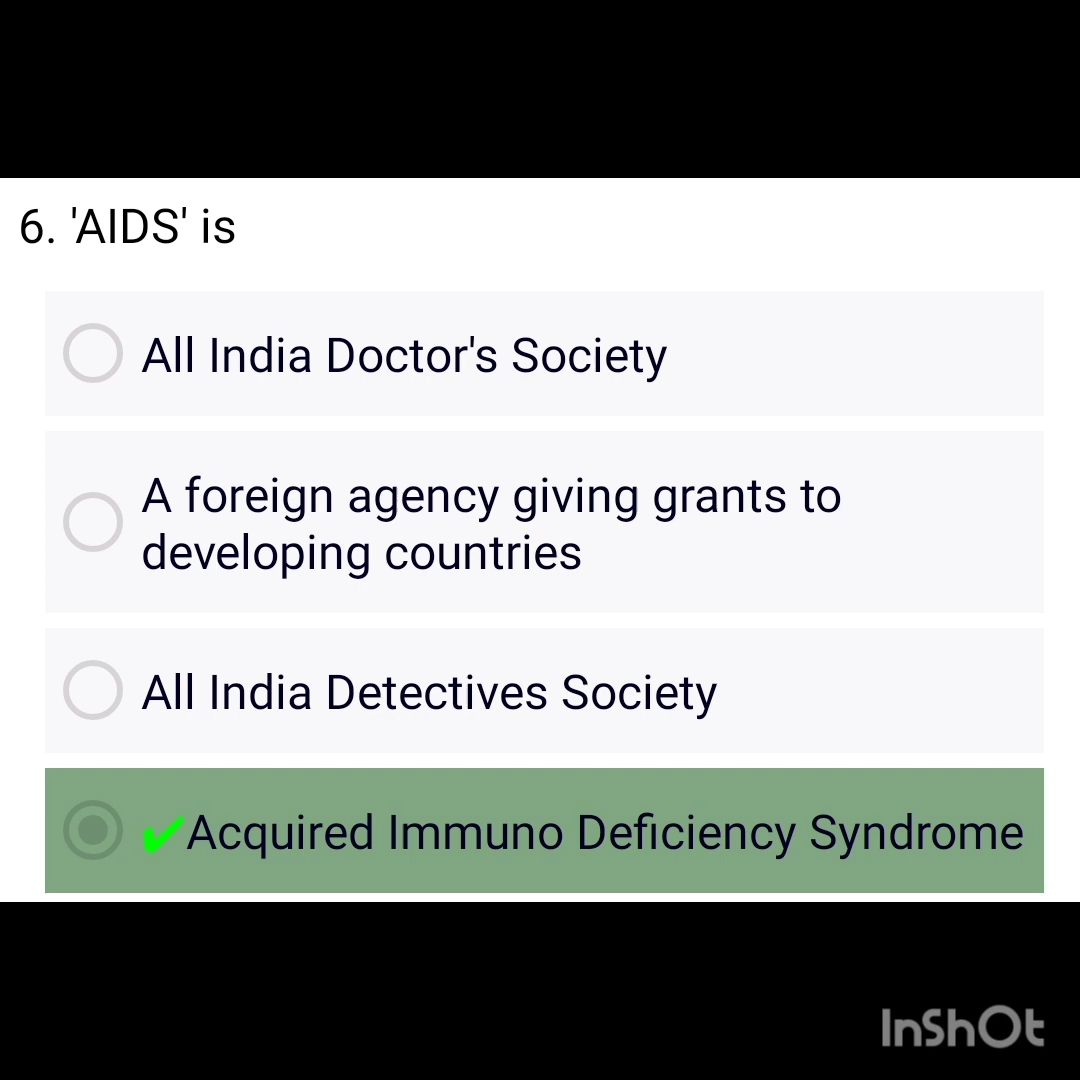 6. 'AIDS' is
All India Doctor's Society
A foreign agency giving grants to
developing countries
All India Detectives Society
✔Acquired Immuno Deficiency Syndrome
InShOt